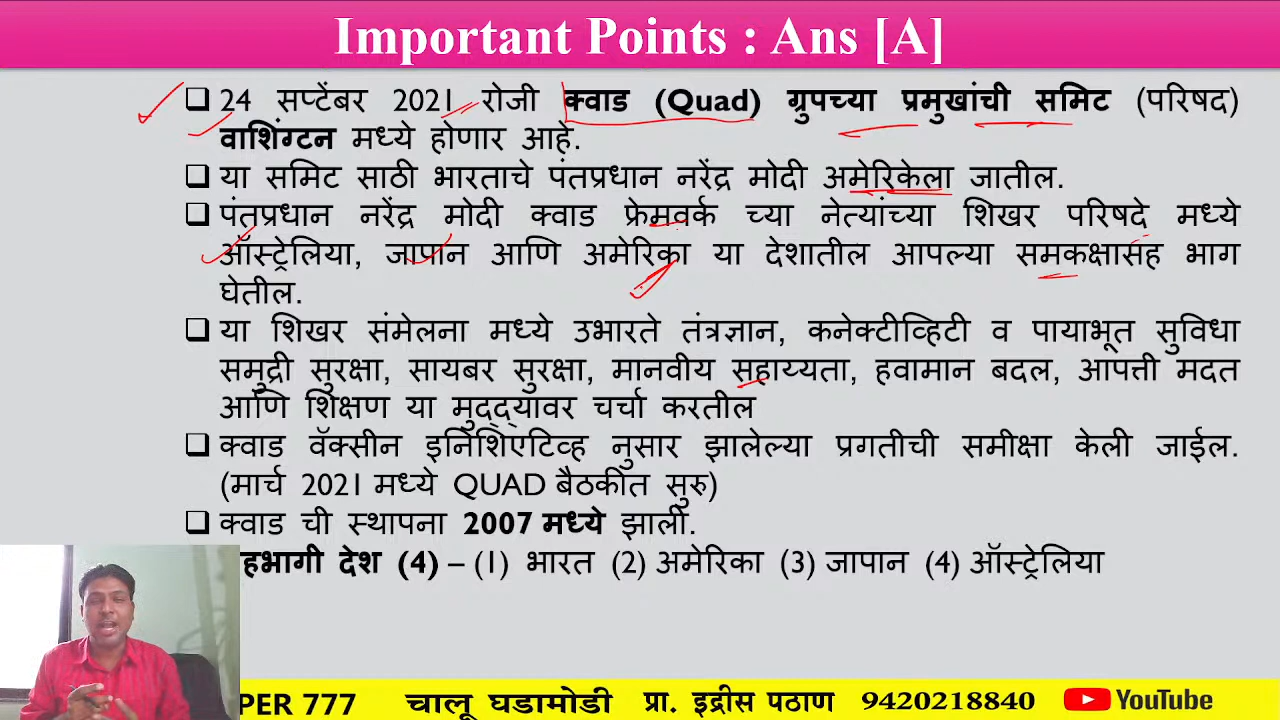 Important Points : Ans [A]
❑ 24 सप्टेंबर 2021 रोजी क्वाड (Quad) ग्रुपच्या प्रमुखांची समिट (परिषद)
वाशिंग्टन मध्ये होणार आहे.
❑ या समिट साठी भारताचे पंतप्रधान नरेंद्र मोदी अमेरिकेला जातील.
❑ पंतप्रधान नरेंद्र मोदी क्वाड फ्रेमवर्क च्या नेत्यांच्या शिखर परिषदे मध्ये
ऑस्ट्रेलिया, जापान आणि अमेरिका या देशातील आपल्या समकक्षासंह भाग
घेतील.
❑ या शिखर संमेलना मध्ये उभारते तंत्रज्ञान, कनेक्टीव्हिटी व पायाभूत सुविधा
समुद्री सुरक्षा, सायबर सुरक्षा, मानवीय सहाय्यता, हवामान बदल, आपत्ती मदत
आणि शिक्षण या मुद्द्यावर चर्चा करतील
❑ क्वाड वॅक्सीन इनिशिएटिव्ह नुसार झालेल्या प्रगतीची समीक्षा केली जाईल.
(मार्च 2021 मध्ये QUAD बैठकीत सुरु)
❑ क्वाड ची स्थापना 2007 मध्ये झाली.
हभागी देश (4) – (1) भारत (2) अमेरिका (3) जापान (4) ऑस्ट्रेलिया
PER 777 चालू घडामोडी प्रा. इद्रीस पठाण 9420218840 YouTube